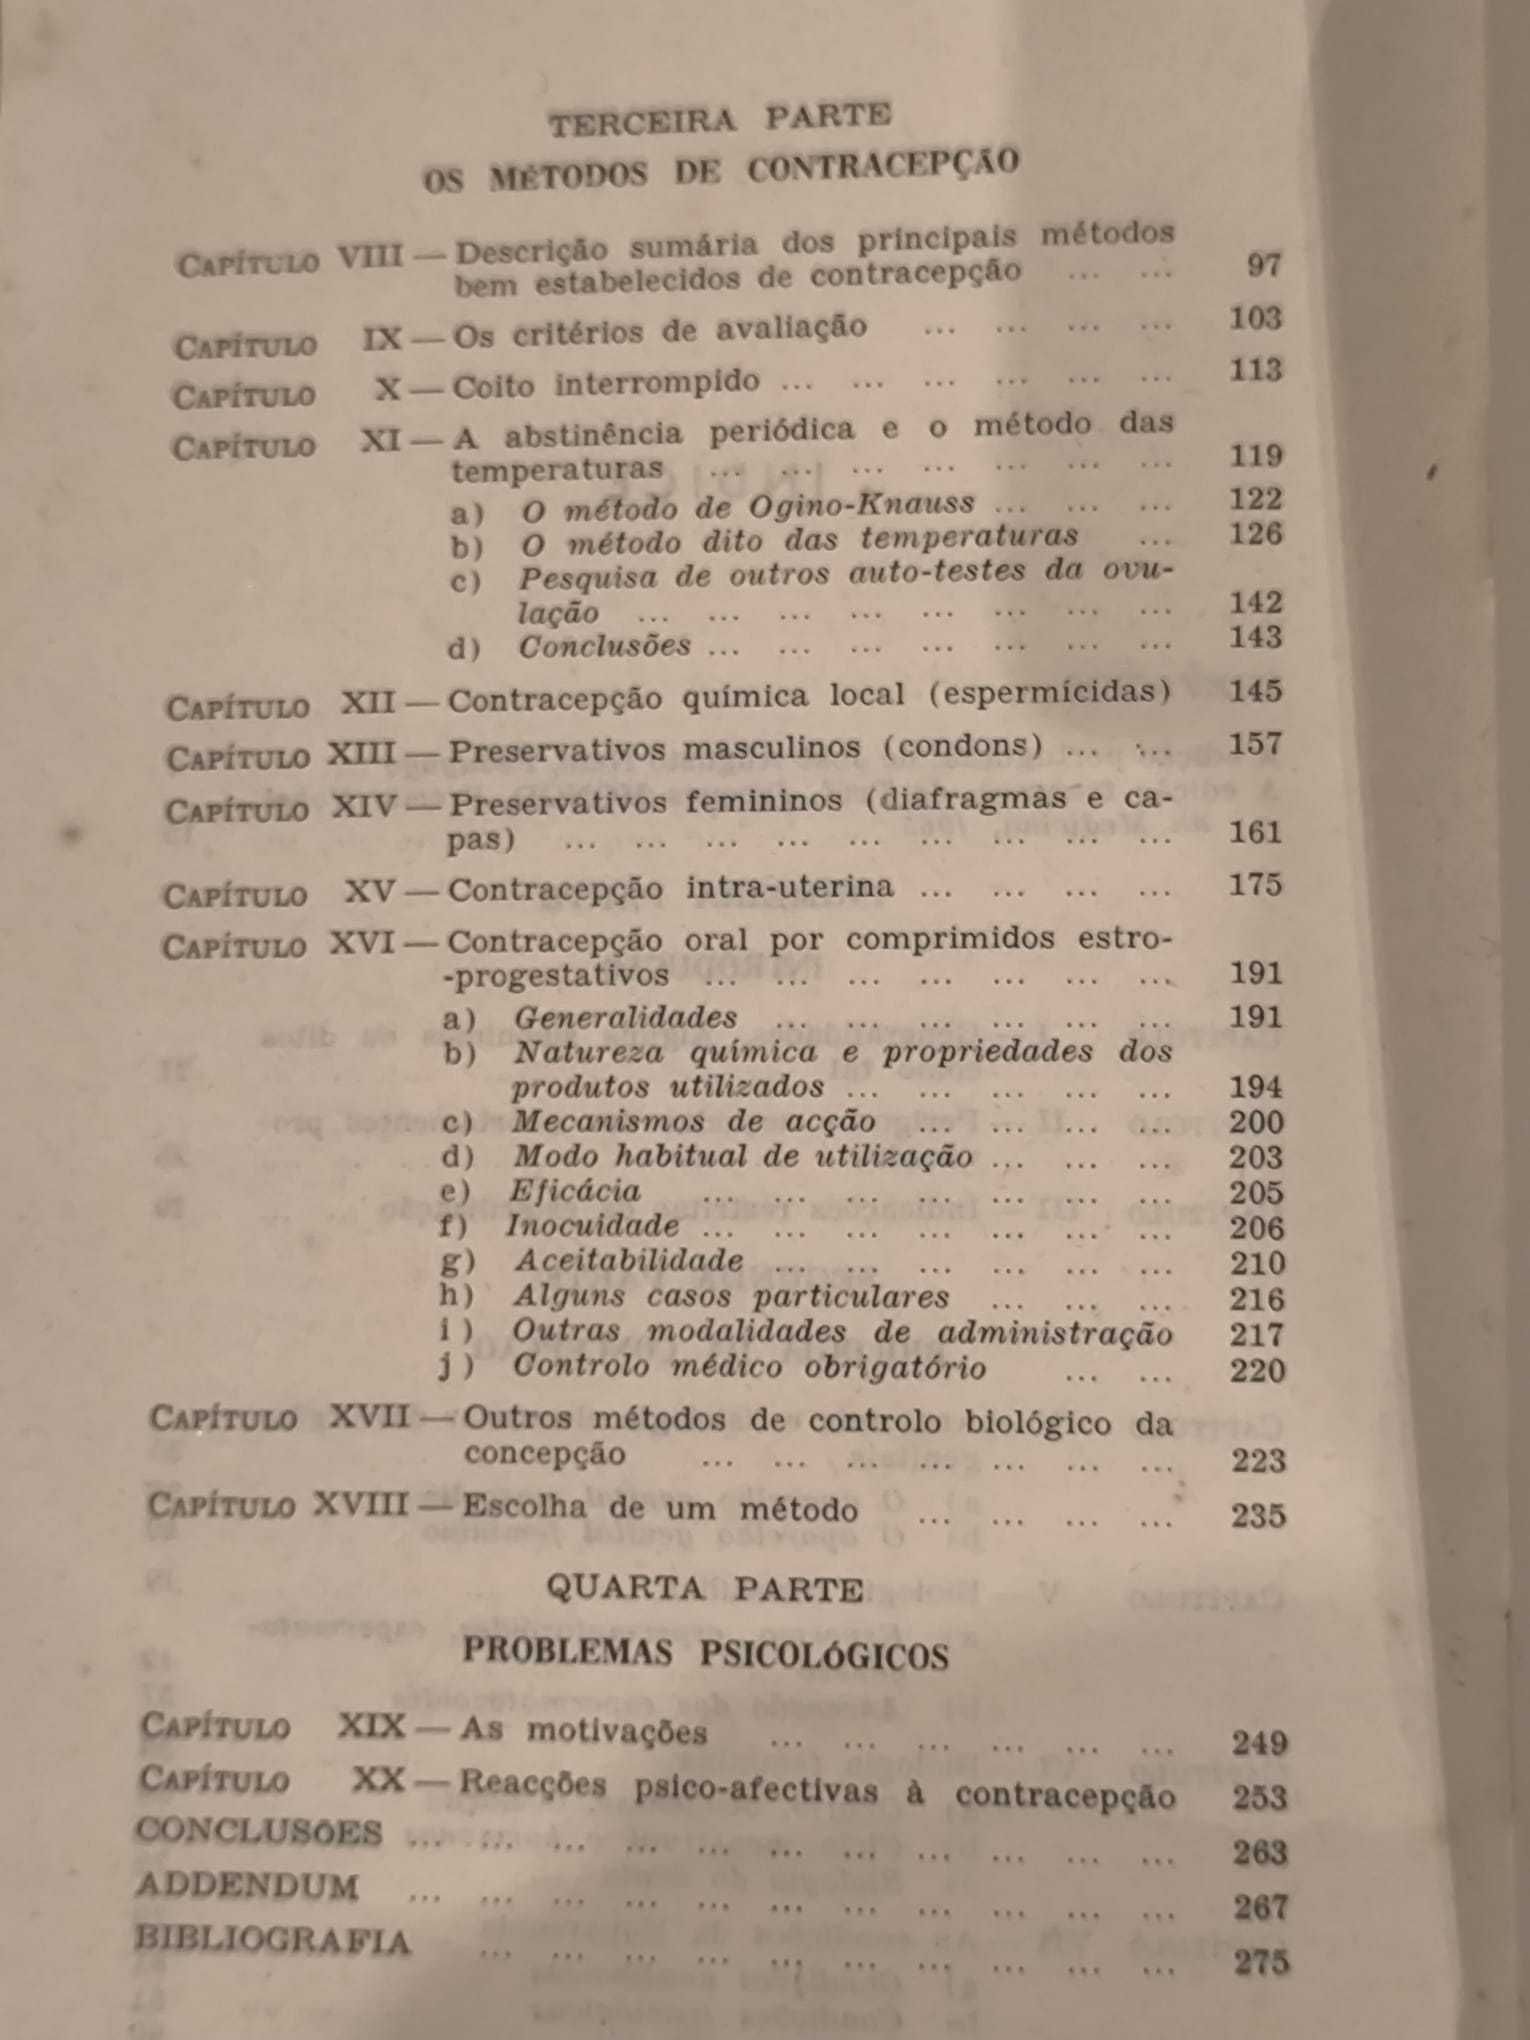 TERCEIRA PARTE
OS MÉTODOS DE CONTRACEPÇÃO
CAPÍTULO VIII — Descrição sumária dos principais métodos
bem estabelecidos de contracepção ... ... 97
CAPÍTULO IX — Os critérios de avaliação ... ... ... ... 103
CAPÍTULO X — Coito interrompido ... ... ... ... ... ... 113
CAPÍTULO XI — A abstinência periódica e o método das
temperaturas ... ... ... ... ... ... ... 119
a) O método de Ogino-Knauss ... ... ... 122
b) O método dito das temperaturas ... 126
c) Pesquisa de outros auto-testes da ovu-
lação ... ... ... ... ... ... ... ... 142
d) Conclusões ... ... ... ... ... ... ... 143
CAPÍTULO XII — Contracepção química local (espermícidas) 145
CAPÍTULO XIII — Preservativos masculinos (condons) ... ... 157
CAPÍTULO XIV — Preservativos femininos (diafragmas e ca-
pas) ... ... ... ... ... ... ... ... ... 161
CAPÍTULO XV — Contracepção intra-uterina ... ... ... ... 175
CAPÍTULO XVI — Contracepção oral por comprimidos estro-
-progestativos ... ... ... ... ... ... ... 191
a) Generalidades ... ... ... ... ... ... 191
b) Natureza química e propriedades dos
produtos utilizados ... ... ... ... ... 194
c) Mecanismos de acção ... ... ... ... 200
d) Modo habitual de utilização ... ... ... 203
e) Eficácia ... ... ... ... ... ... ... 205
f) Inocuidade ... ... ... ... ... ... ... 206
g) Aceitabilidade ... ... ... ... ... ... 210
h) Alguns casos particulares ... ... ... 216
i) Outras modalidades de administração 217
j) Controlo médico obrigatório ... ... 220
CAPÍTULO XVII — Outros métodos de controlo biológico da
concepção ... ... ... ... ... ... ... 223
CAPÍTULO XVIII — Escolha de um método ... ... ... ... 235
QUARTA PARTE
PROBLEMAS PSICOLÓGICOS
CAPÍTULO XIX — As motivações ... ... ... ... ... ... 249
CAPÍTULO XX — Reacções psico-afectivas à contracepção 253
CONCLUSÕES ... ... ... ... ... ... ... ... ... ... ... 263
ADDENDUM ... ... ... ... ... ... ... ... ... ... ... 267
BIBLIOGRAFIA ... ... ... ... ... ... ... ... ... ... 275